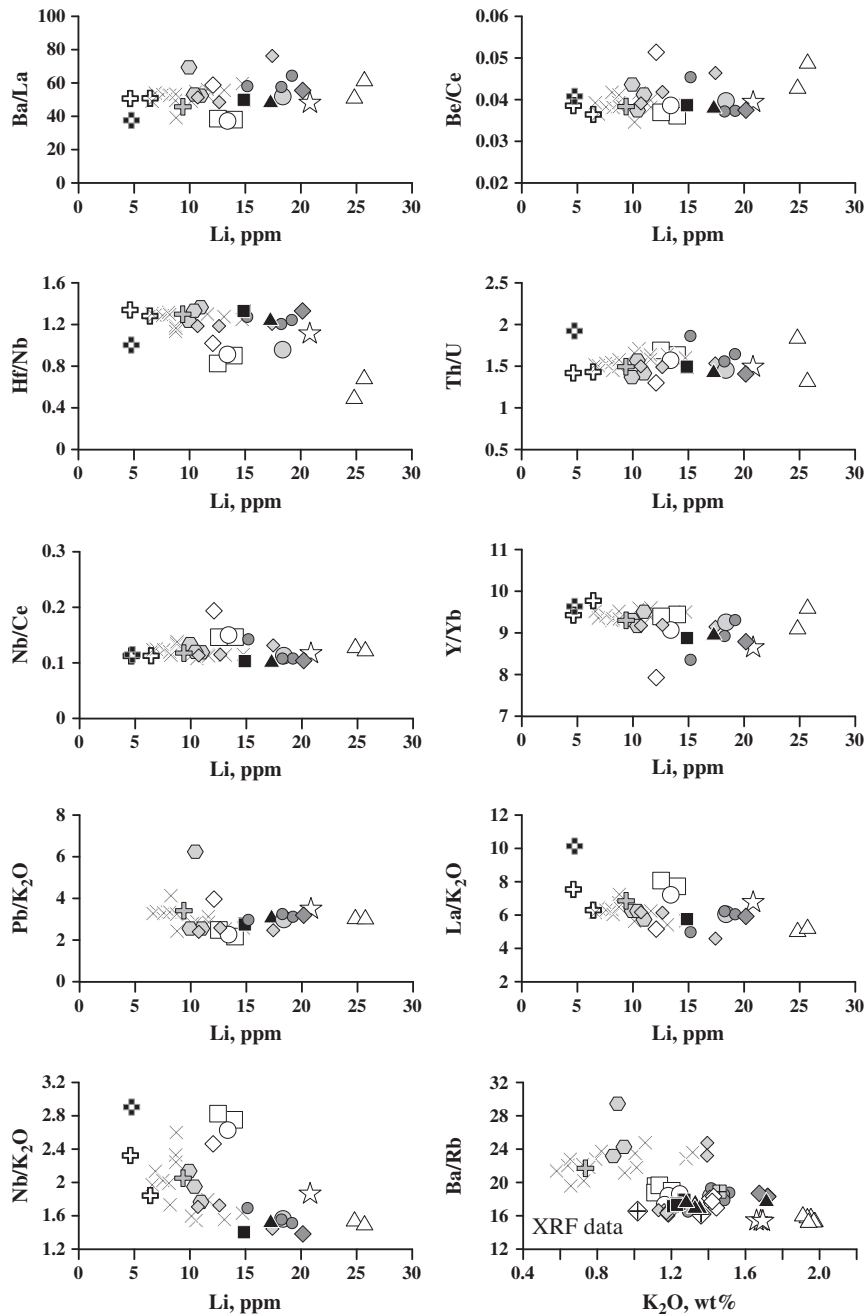 100
80
60
40
20
0
Ba/La
0 5 10 15 20 25 30
Li, ppm
0.06
0.05
0.04
0.03
0.02
Be/Ce
0 5 10 15 20 25 30
Li, ppm
1.6
1.2
0.8
0.4
0
Hf/Nb
0 5 10 15 20 25 30
Li, ppm
2.5
2
1.5
1
0.5
Th/U
0 5 10 15 20 25 30
Li, ppm
0.3
0.2
0.1
0
Nb/Ce
0 5 10 15 20 25 30
Li, ppm
11
10
9
8
7
Y/Yb
0 5 10 15 20 25 30
Li, ppm
8
6
4
2
0
Pb/K₂O
0 5 10 15 20 25 30
Li, ppm
12
10
8
6
4
2
La/K₂O
0 5 10 15 20 25 30
Li, ppm
3.2
2.8
2.4
2
1.6
1.2
Nb/K₂O
0 5 10 15 20 25 30
Li, ppm
32
28
24
20
16
12
Ba/Rb
XRF data
0.4 0.8 1.2 1.6 2.0
K₂O, wt%